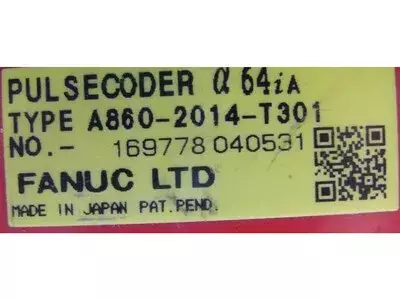 PULSECODER α64iA
TYPE A860-2014-T301
NO.- 169778 040531
FANUC LTD
MADE IN JAPAN PAT.PEND.